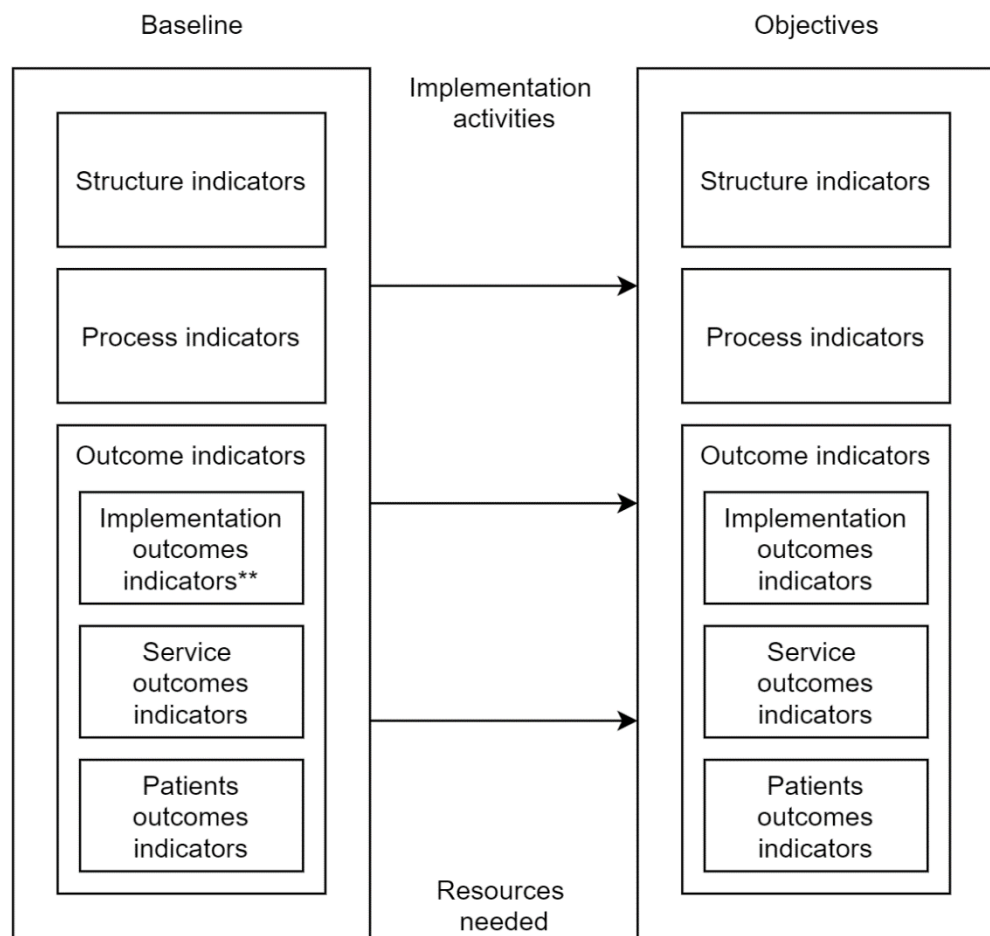 Baseline
Objectives
Implementation
activities
Structure indicators
Structure indicators
Process indicators
Process indicators
Outcome indicators
Outcome indicators
Implementation
outcomes
indicators**
Implementation
outcomes
indicators
Service
outcomes
indicators
Service
outcomes
indicators
Patients
outcomes
indicators
Patients
outcomes
indicators
Resources
needed